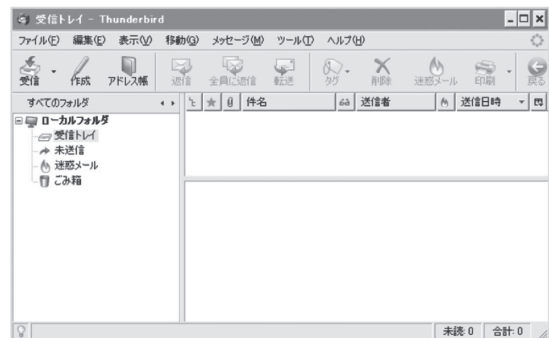 受信トレイ - Thunderbird
ファイル(F) 編集(E) 表示(V) 移動(G) メッセージ(M) ツール(T) ヘルプ(H)
受信 作成 アドレス帳 返信 全員に返信 転送 タグ 削除 迷惑メール 印刷 戻る
すべてのフォルダ 件名 送信者 送信日時
ローカルフォルダ
受信トレイ
未送信
迷惑メール
ごみ箱
未読: 0 合計: 0